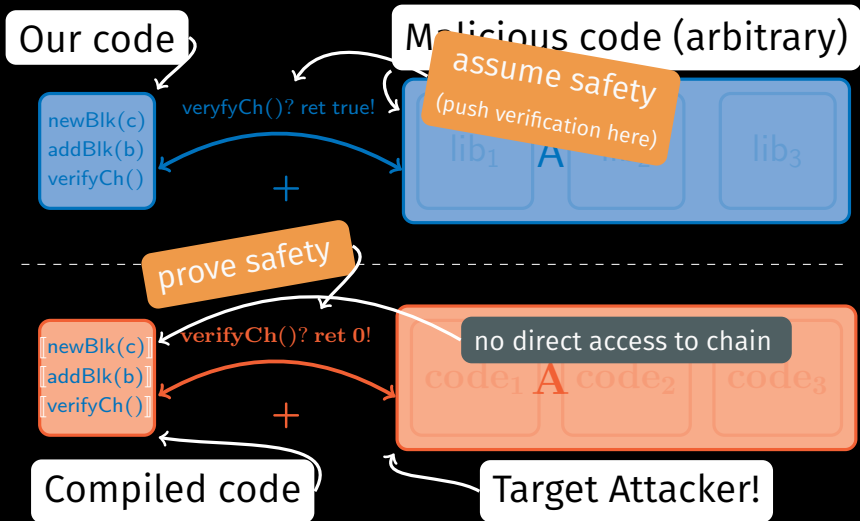 Our code
Malicious code (arbitrary)
assume safety
(push verification here)
newBlk(c)
addBlk(b)
verifyCh()
veryfyCh()? ret true!
+
lib₁
A
lib₃
prove safety
⟦newBlk(c)⟧
⟦addBlk(b)⟧
⟦verifyCh()⟧
verifyCh()? ret 0!
+
no direct access to chain
code₁
A
code₂
code₃
Compiled code
Target Attacker!